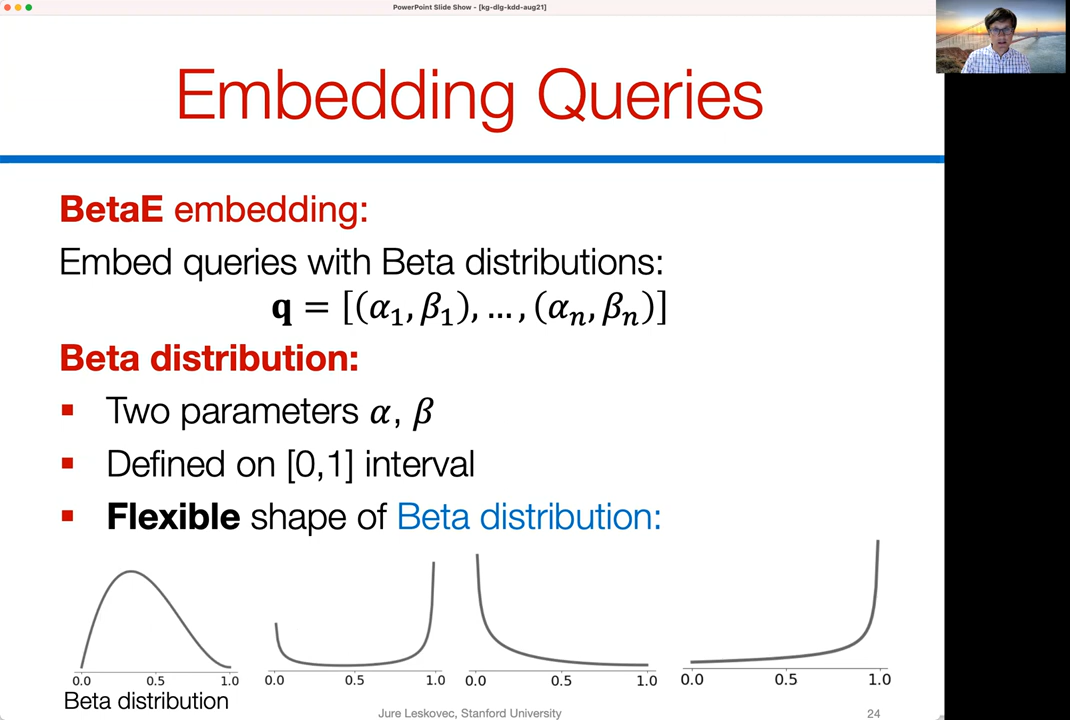 PowerPoint Slide Show - [kg-dlg-kdd-aug21]
Embedding Queries
BetaE embedding:
Embed queries with Beta distributions:
𝐪 = [(𝛼₁, 𝛽₁), … , (𝛼ₙ, 𝛽ₙ)]
Beta distribution:
▪ Two parameters 𝛼, 𝛽
▪ Defined on [0,1] interval
▪ Flexible shape of Beta distribution:
0.0 0.5 1.0 0.0 0.5 1.0 0.0 0.5 1.0 0.0 0.5 1.0
Beta distribution
Jure Leskovec, Stanford University 24